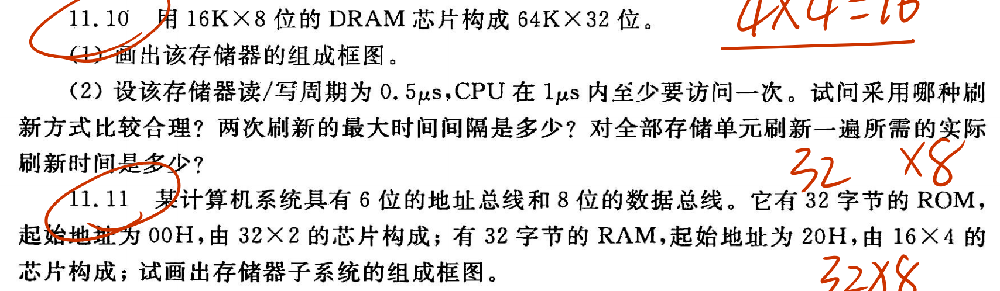 11.10 用 16K×8 位的 DRAM 芯片构成 64K×32 位。
4×4=16
(1) 画出该存储器的组成框图。
(2) 设该存储器读/写周期为 0.5μs,CPU 在 1μs 内至少要访问一次。试问采用哪种刷
新方式比较合理? 两次刷新的最大时间间隔是多少? 对全部存储单元刷新一遍所需的实际
刷新时间是多少?
32 ×8
11.11 某计算机系统具有 6 位的地址总线和 8 位的数据总线。它有 32 字节的 ROM,
起始地址为 00H,由 32×2 的芯片构成;有 32 字节的 RAM,起始地址为 20H,由 16×4 的
芯片构成;试画出存储器子系统的组成框图。
32×8